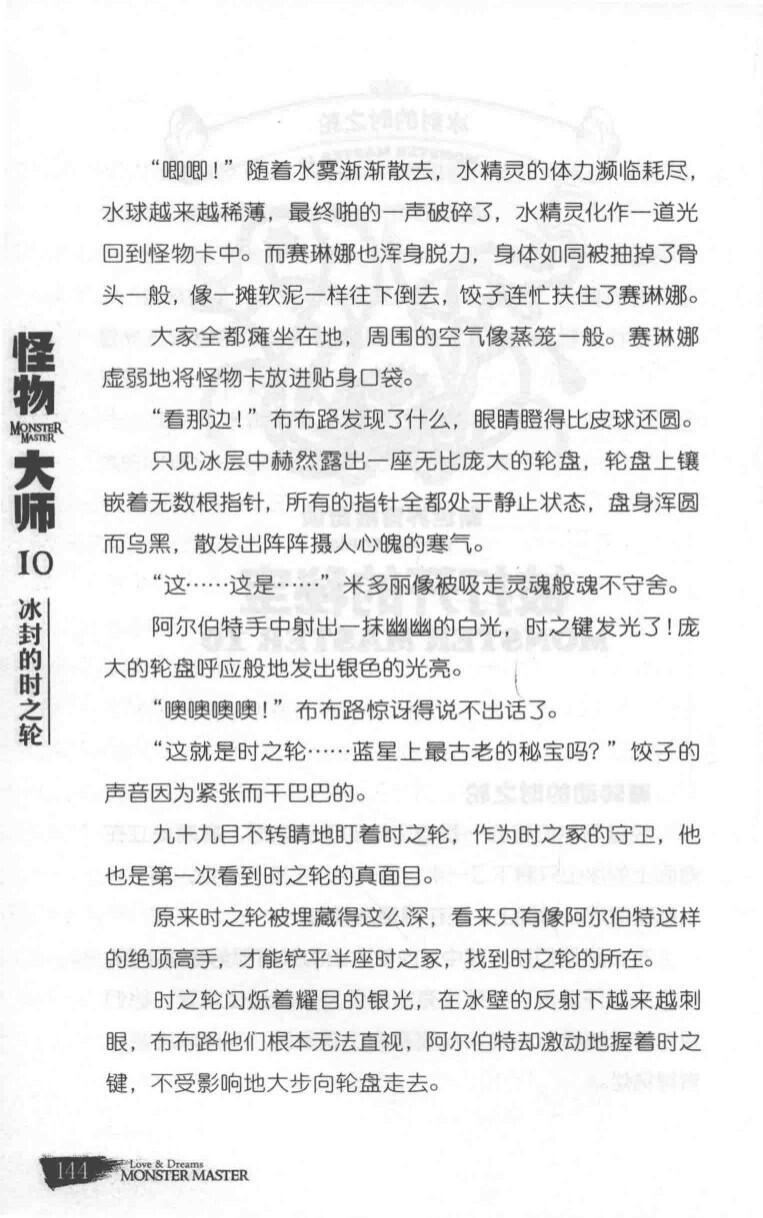 “唧唧！”随着水雾渐渐散去，水精灵的体力濒临耗尽，
水球越来越稀薄，最终啪的一声破碎了，水精灵化作一道光
回到怪物卡中。而赛琳娜也浑身脱力，身体如同被抽掉了骨
头一般，像一摊软泥一样往下倒去，饺子连忙扶住了赛琳娜。
大家全都瘫坐在地，周围的空气像蒸笼一般。赛琳娜
虚弱地将怪物卡放进贴身口袋。
“看那边！”布布路发现了什么，眼睛瞪得比皮球还圆。
只见冰层中赫然露出一座无比庞大的轮盘，轮盘上镶
嵌着无数根指针，所有的指针全都处于静止状态，盘身浑圆
而乌黑，散发出阵阵摄人心魄的寒气。
“这……这是……”米多丽像被吸走灵魂般魂不守舍。
阿尔伯特手中射出一抹幽幽的白光，时之键发光了！庞
大的轮盘呼应般地发出银色的光亮。
“噢噢噢噢！”布布路惊讶得说不出话了。
“这就是时之轮……蓝星上最古老的秘宝吗？”饺子的
声音因为紧张而干巴巴的。
九千九目不转睛地盯着时之轮，作为时之冢的守卫，他
也是第一次看到时之轮的真面目。
原来时之轮被埋藏得这么深，看来只有像阿尔伯特这样
的绝顶高手，才能铲平半座时之冢，找到时之轮的所在。
时之轮闪烁着耀目的银光，在冰壁的反射下越来越刺
眼，布布路他们根本无法直视，阿尔伯特却激动地握着时之
键，不受影响地大步向轮盘走去。
怪物
MONSTER
MASTER
大师
10
冰封的时之轮
144
Love & Dreams
MONSTER MASTER